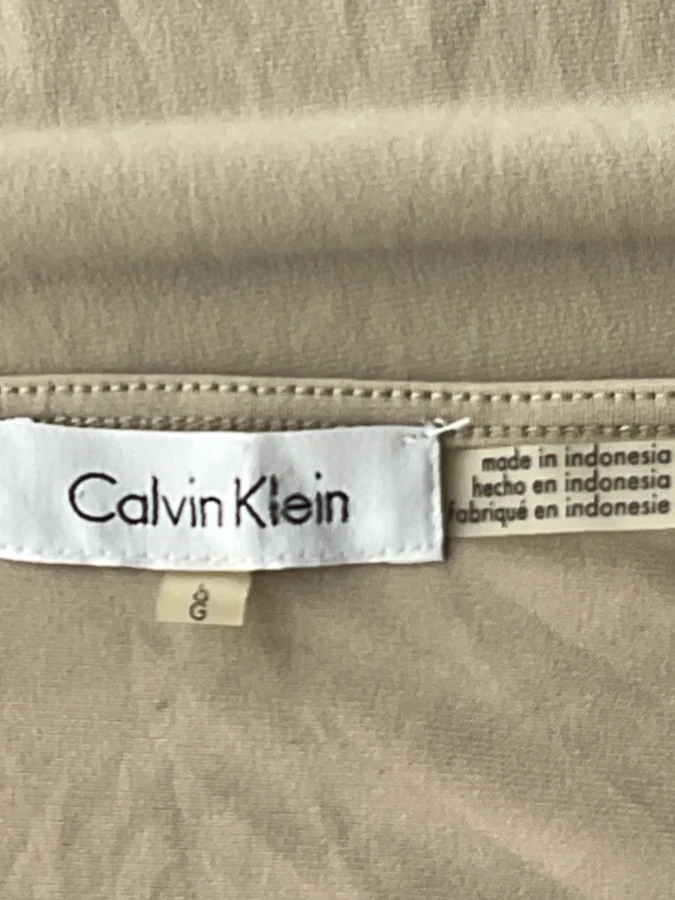 Calvin Klein
made in indonesia
hecho en indonesia
fabriqué en indonesie
G